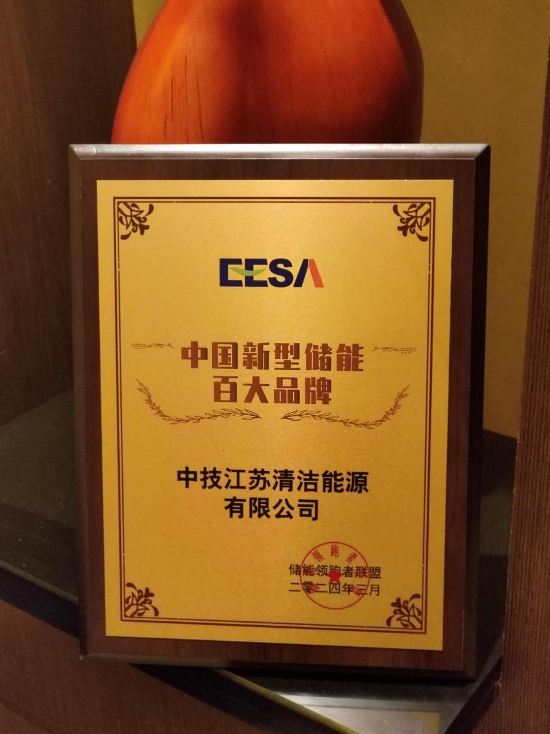 EESA
中国新型储能
百大品牌
中技江苏清洁能源
有限公司
储能领跑者联盟
二零二四年三月